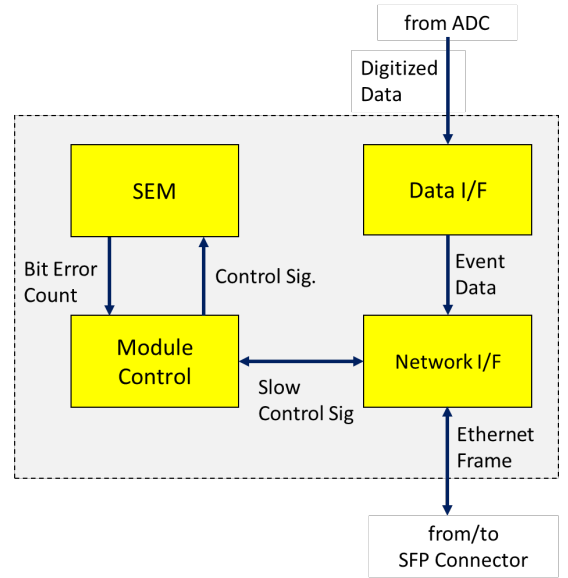 from ADC
Digitized
Data
SEM
Data I/F
Bit Error
Count
Control Sig.
Event
Data
Module
Control
Network I/F
Slow
Control Sig
Ethernet
Frame
from/to
SFP Connector